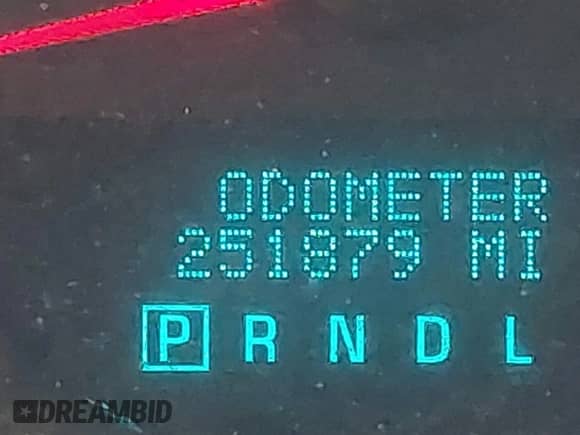 ODOMETER
251879 MI
P R N D L
DREAMBID